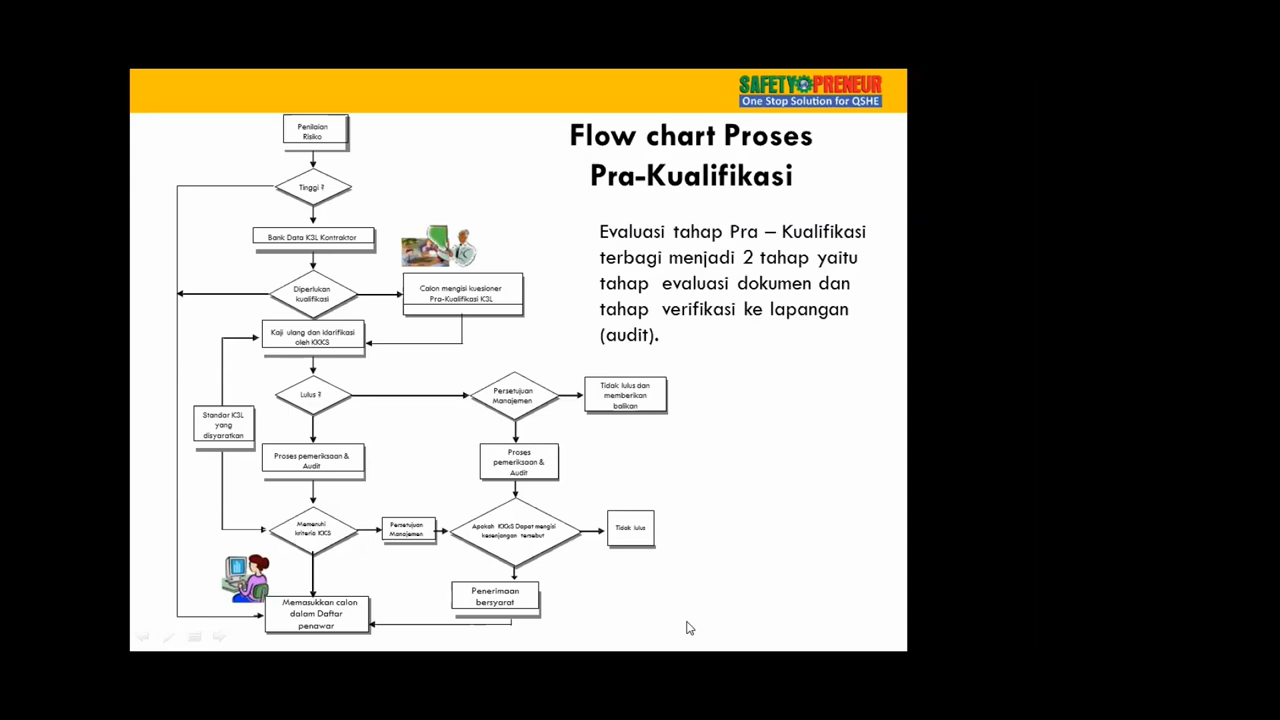 SAFETY PRENEUR
One Stop Solution for QSHE
Flow chart Proses
Pra-Kualifikasi
Evaluasi tahap Pra – Kualifikasi
terbagi menjadi 2 tahap yaitu
tahap evaluasi dokumen dan
tahap verifikasi ke lapangan
(audit).
Penilaian
Risiko
Tinggi ?
Bank Data K3L Kontraktor
Diperlukan
kualifikasi
Calon mengisi kuesioner
Pra-Kualifikasi K3L
Kaji ulang dan klarifikasi
oleh KKKS
Lulus ?
Persetujuan
Manajemen
Tidak lulus dan
memberikan
balikan
Standar K3L
yang
disyaratkan
Proses pemeriksaan &
Audit
Proses
pemeriksaan &
Audit
Memenuhi
kriteria KKS
Persetujuan
Manajemen
Apakah KKKS Dapat mengisi
kesenjangan tersebut
Tidak lulus
Penerimaan
bersyarat
Memasukkan calon
dalam Daftar
penawar